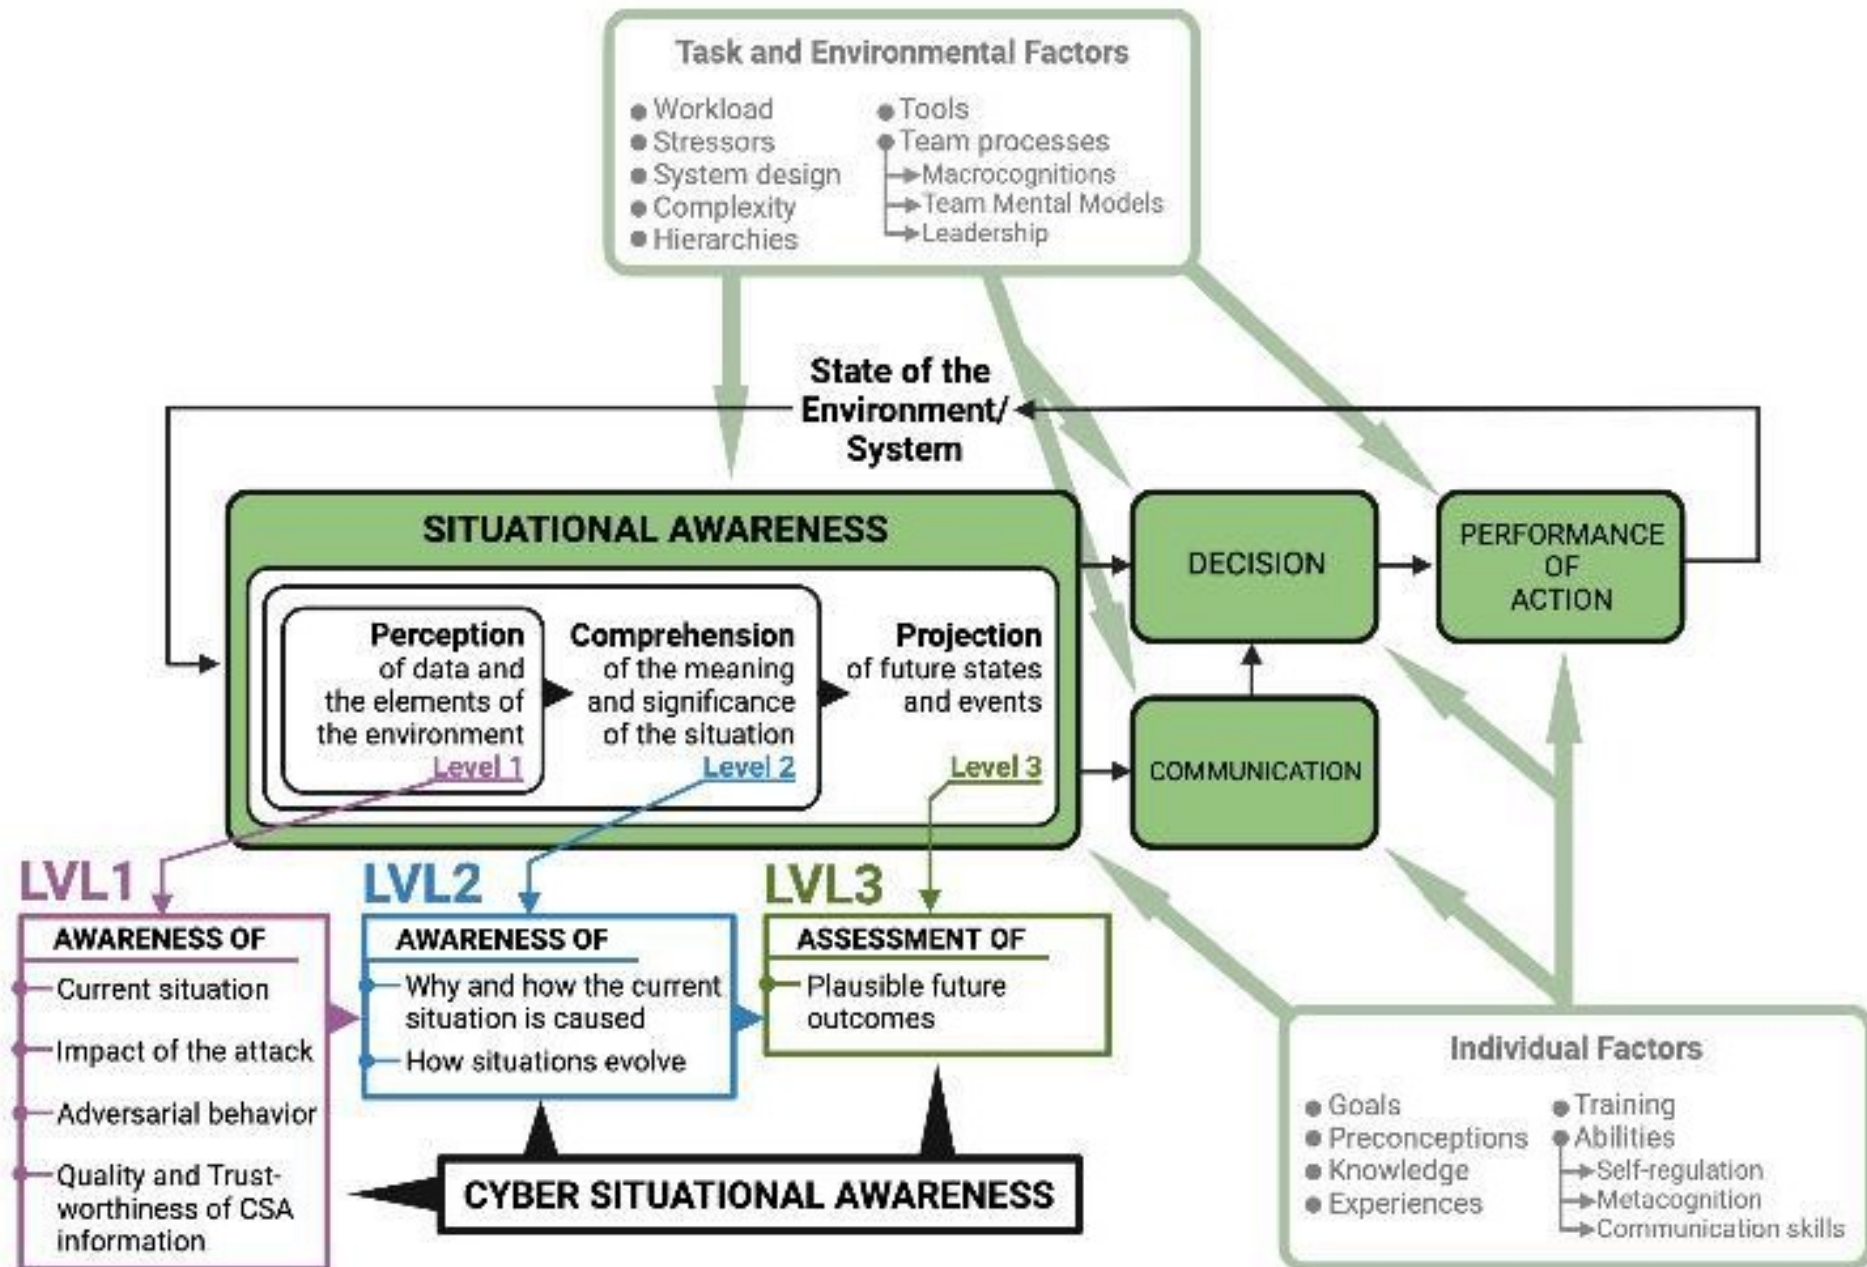 Task and Environmental Factors
Workload
Stressors
System design
Complexity
Hierarchies
Tools
Team processes
Macrocognitions
Team Mental Models
Leadership
State of the
Environment/
System
SITUATIONAL AWARENESS
Perception
of data and
the elements of
the environment
Level 1
Comprehension
of the meaning
and significance
of the situation
Level 2
Projection
of future states
and events
Level 3
DECISION
PERFORMANCE
OF
ACTION
COMMUNICATION
LVL1
AWARENESS OF
Current situation
Impact of the attack
Adversarial behavior
Quality and Trust-
worthiness of CSA
information
LVL2
AWARENESS OF
Why and how the current
situation is caused
How situations evolve
LVL3
ASSESSMENT OF
Plausible future
outcomes
CYBER SITUATIONAL AWARENESS
Individual Factors
Goals
Preconceptions
Knowledge
Experiences
Training
Abilities
Self-regulation
Metacognition
Communication skills